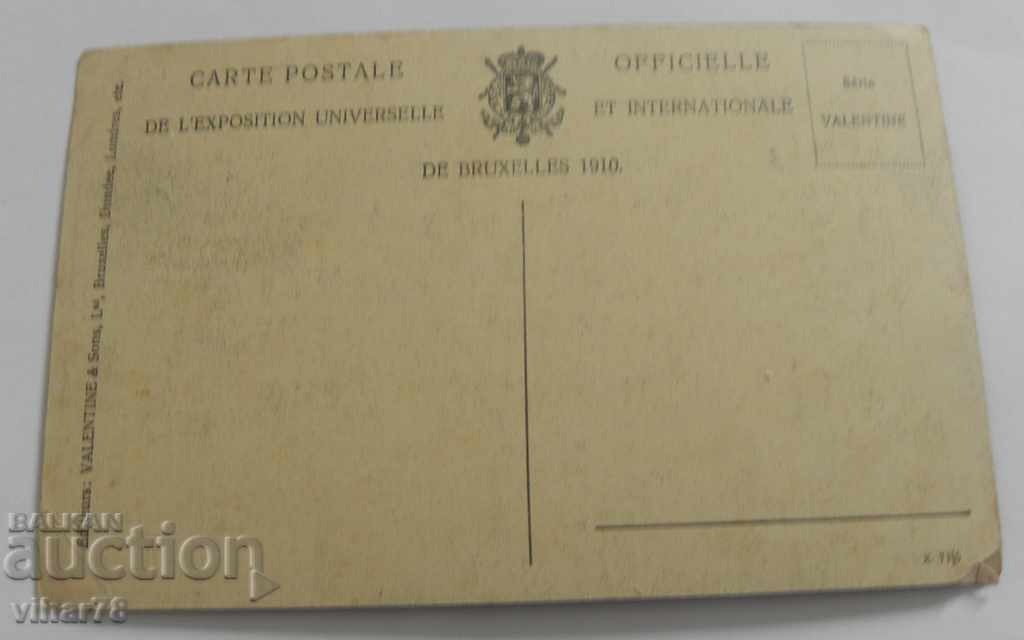 CARTE POSTALE OFFICIELLE
DE L'EXPOSITION UNIVERSELLE ET INTERNATIONALE
DE BRUXELLES 1910.
Série
VALENTINE
VALENTINE & Sons, Ld, Bruxelles, Dundee, Londres, etc.
BALKAN
auction
vihar78